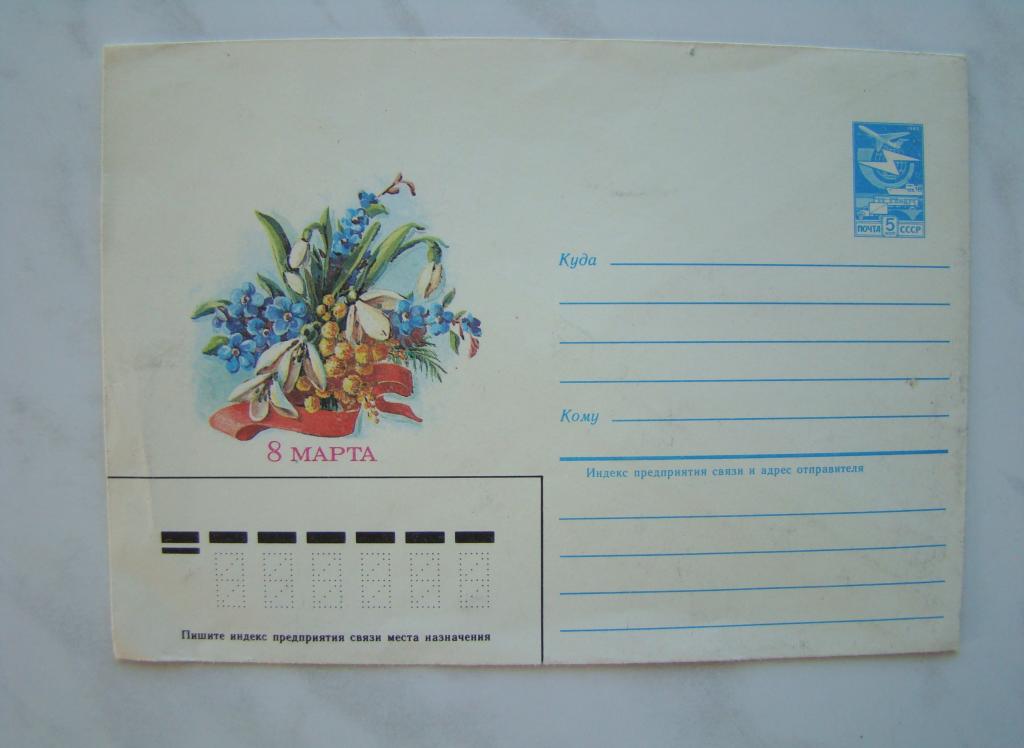 ПОЧТА 5 СССР
Куда
Кому
8 МАРТА
Индекс предприятия связи и адрес отправителя
Пишите индекс предприятия связи места назначения